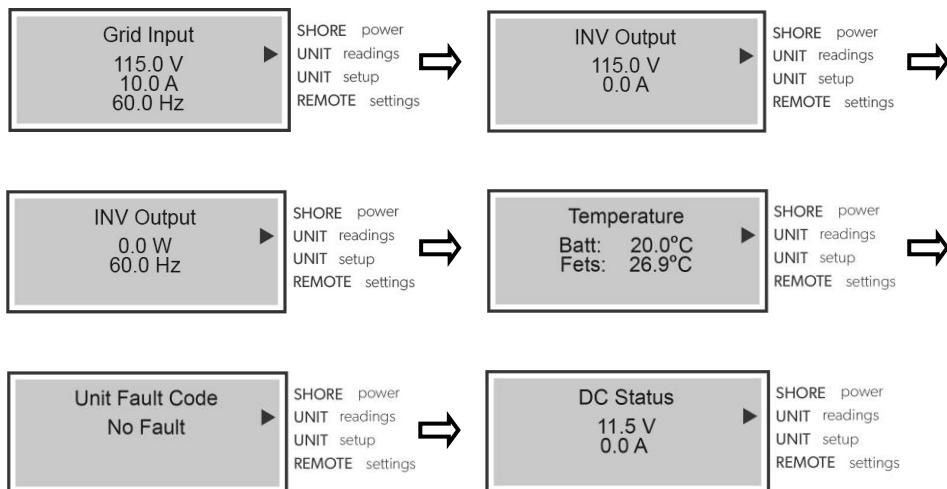 Grid Input
115.0 V
10.0 A
60.0 Hz
SHORE power
UNIT readings
UNIT setup
REMOTE settings
INV Output
115.0 V
0.0 A
SHORE power
UNIT readings
UNIT setup
REMOTE settings
INV Output
0.0 W
60.0 Hz
SHORE power
UNIT readings
UNIT setup
REMOTE settings
Temperature
Batt: 20.0°C
Fets: 26.9°C
SHORE power
UNIT readings
UNIT setup
REMOTE settings
Unit Fault Code
No Fault
SHORE power
UNIT readings
UNIT setup
REMOTE settings
DC Status
11.5 V
0.0 A
SHORE power
UNIT readings
UNIT setup
REMOTE settings